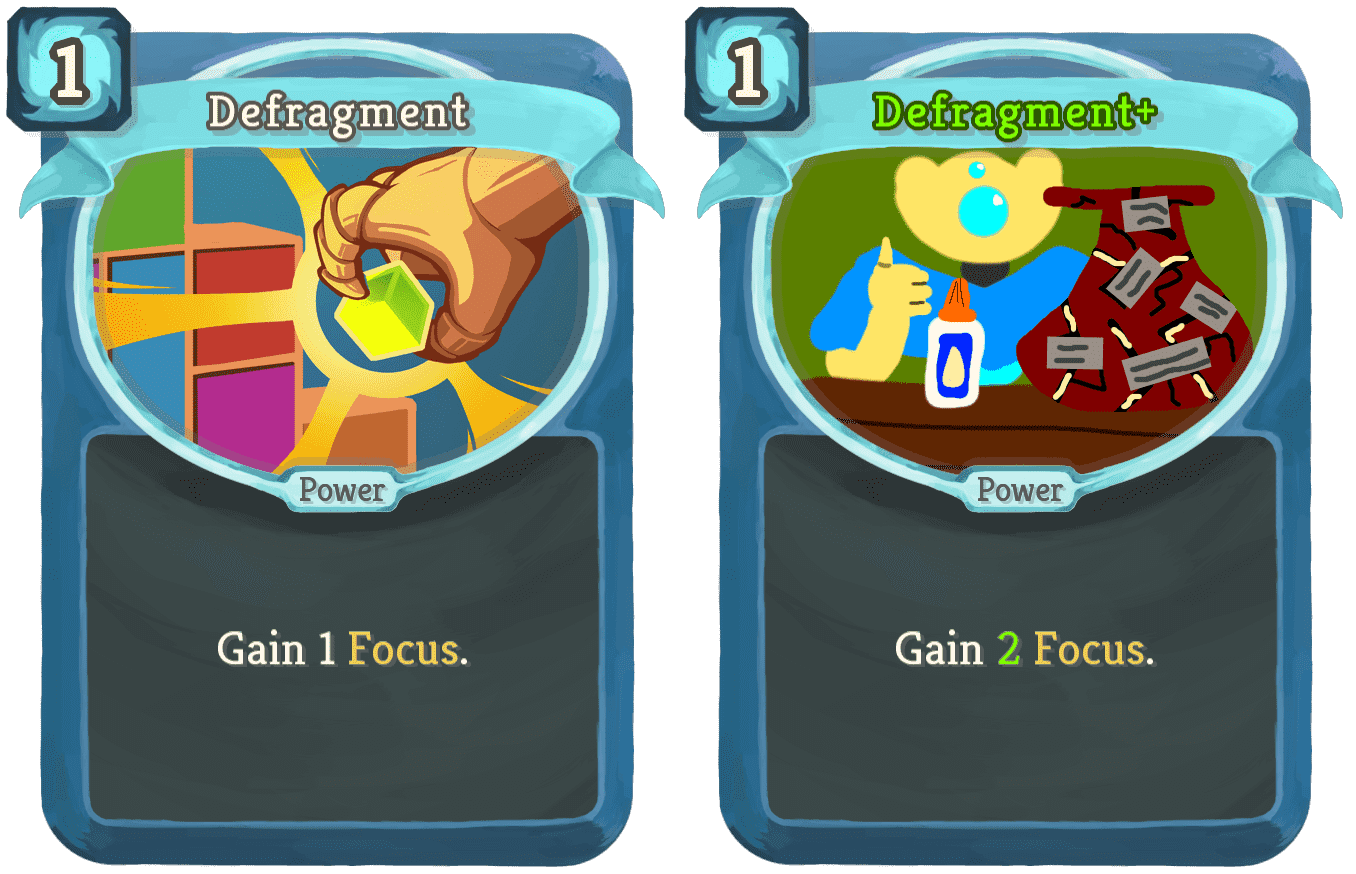 1
Defragment
Power
Gain 1 Focus.
1
Defragment+
Power
Gain 2 Focus.